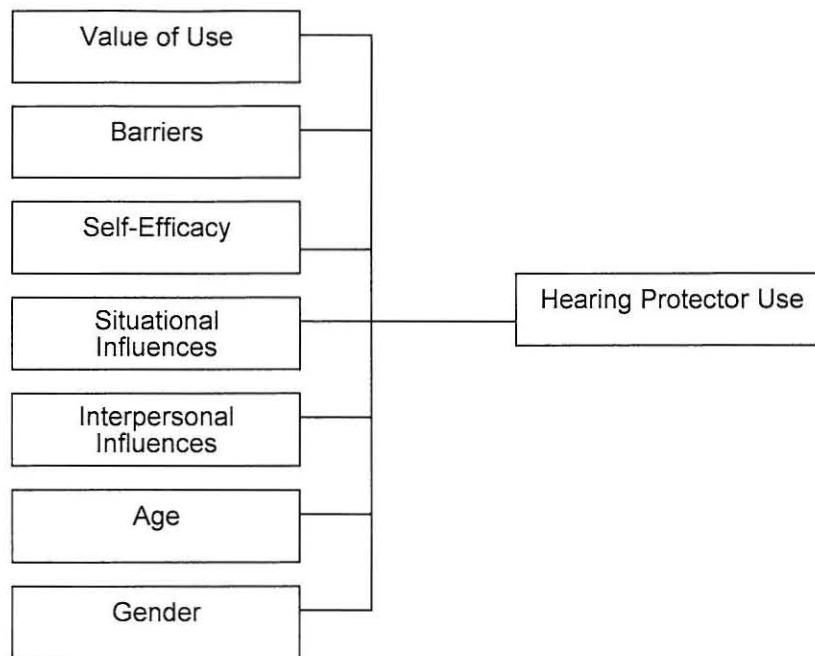 Value of Use
Barriers
Self-Efficacy
Situational
Influences
Hearing Protector Use
Interpersonal
Influences
Age
Gender